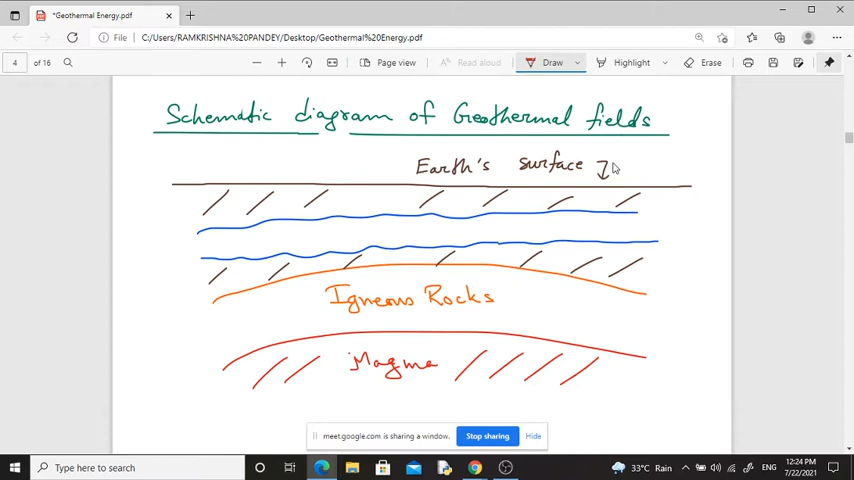 *Geothermal Energy.pdf
File
C:/Users/RAMKRISHNA%20PANDEY/Desktop/Geothermal%20Energy.pdf
4 of 16
Page view
Read aloud
Draw
Highlight
Erase
Schematic diagram of Geothermal fields
Earth's surface
Igneous Rocks
Magma
meet.google.com is sharing a window.
Stop sharing
Hide
Type here to search
33°C Rain
ENG
12:24 PM
7/22/2021